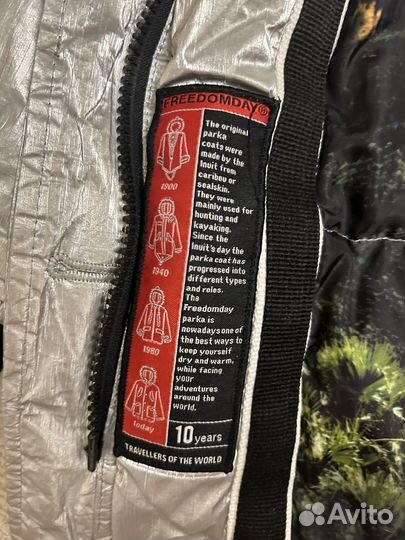 FREEDOMDAY®
The original
parka
coats were
made by the
Inuit from
caribou or
sealskin.
They were
mainly used for
hunting and
kayaking.
Since the
Inuit's day the
parka coat has
progressed into
different types
and roles.
The
Freedomday
parka is
nowadays one of
the best ways to
keep yourself
dry and warm,
while facing
your
adventures
around the
world.
1900
1940
1980
today
10 years
TRAVELLERS OF THE WORLD
Avito